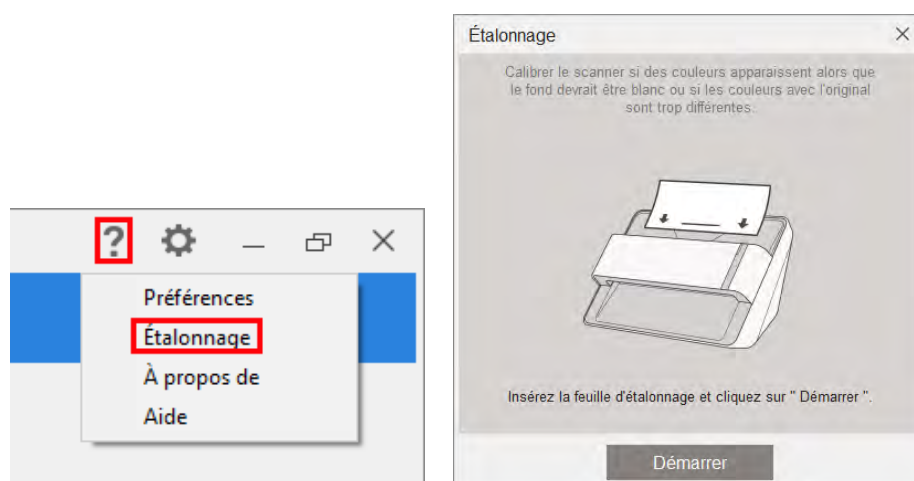 ?
Préférences
Étalonnage
À propos de
Aide
Étalonnage
Calibrer le scanner si des couleurs apparaissent alors que
le fond devrait être blanc ou si les couleurs avec l'original
sont trop différentes.
Insérez la feuille d'étalonnage et cliquez sur " Démarrer ".
Démarrer